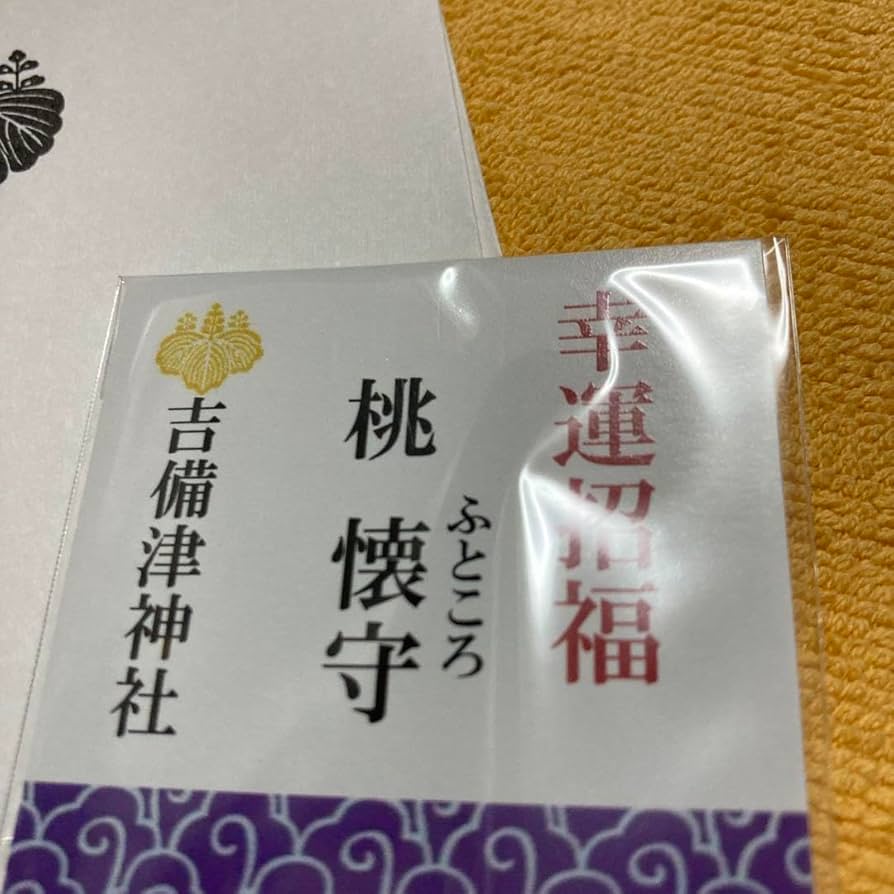 幸運招福
桃 懐守
ふところ
吉備津神社